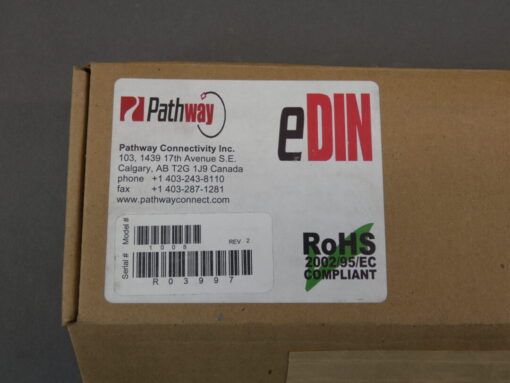 Pathway
eDIN
Pathway Connectivity Inc.
103, 1439 17th Avenue S.E.
Calgary, AB T2G 1J9 Canada
phone +1 403-243-8110
fax +1 403-287-1281
www.pathwayconnect.com
Model #
1008
REV 2
Serial #
R03997
RoHS
2002/95/EC
COMPLIANT